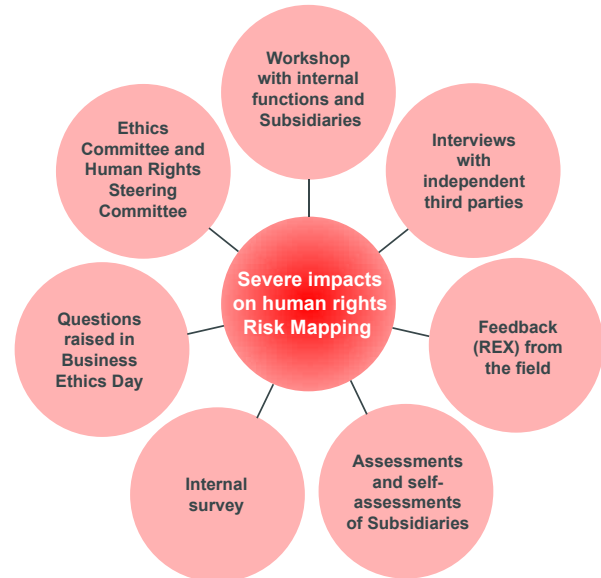 Workshop
with internal
functions and
Subsidiaries
Ethics
Committee and
Human Rights
Steering
Committee
Interviews
with
independent
third parties
Severe impacts
on human rights
Risk Mapping
Questions
raised in
Business
Ethics Day
Feedback
(REX) from
the field
Internal
survey
Assessments
and self-
assessments
of Subsidiaries